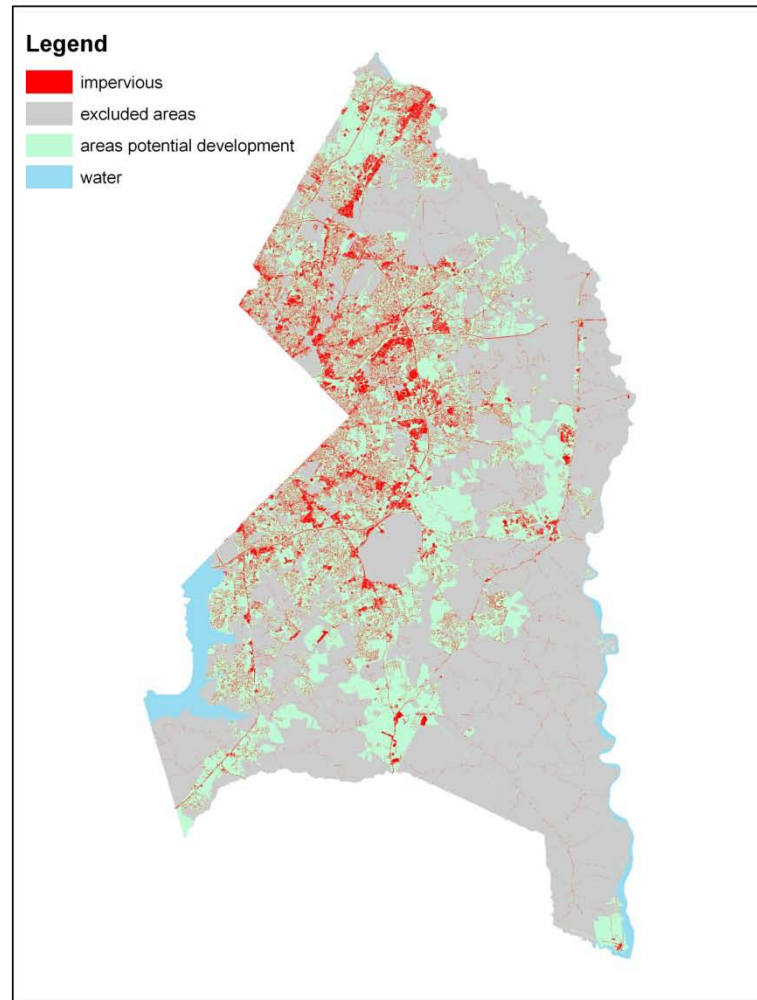 Legend
impervious
excluded areas
areas potential development
water